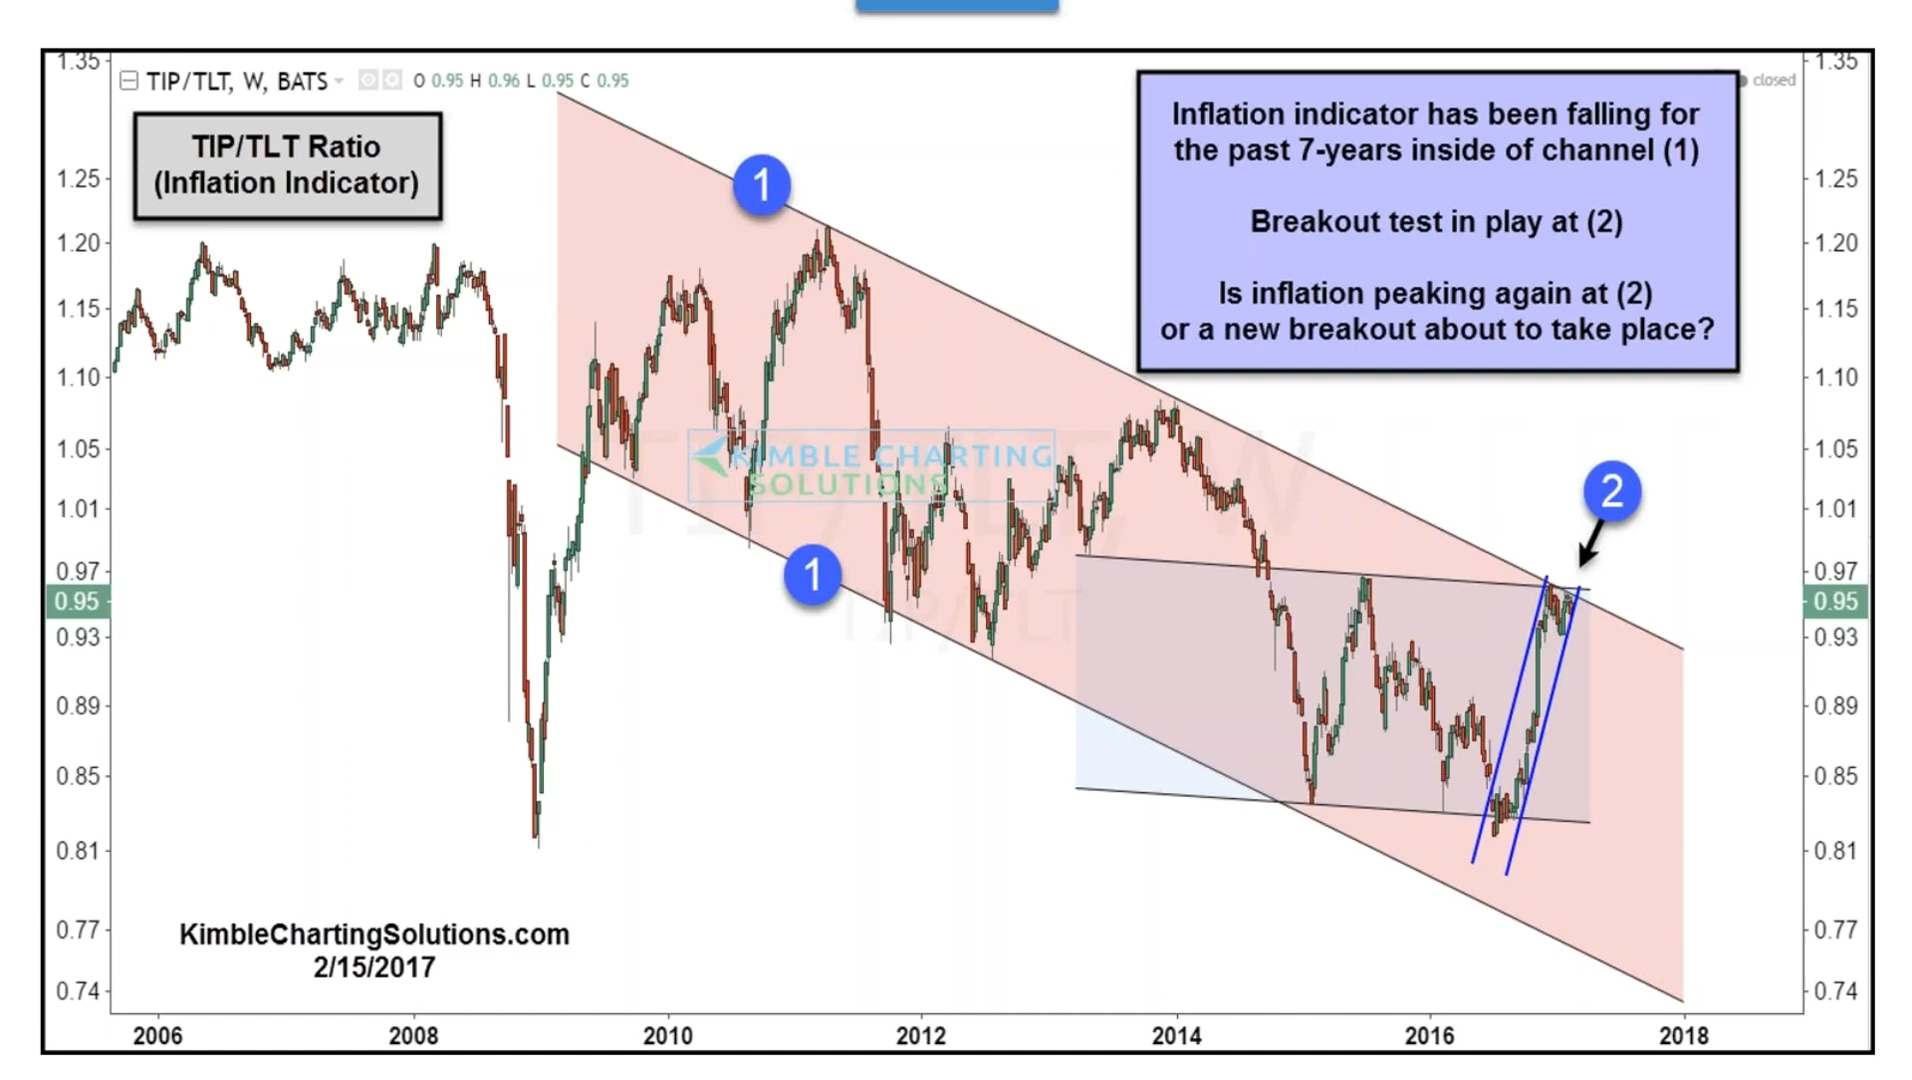 1.35
1.35
TIP/TLT, W, BATS O 0.95 H 0.96 L 0.95 C 0.95
closed
TIP/TLT Ratio
(Inflation Indicator)
Inflation indicator has been falling for
the past 7-years inside of channel (1)
Breakout test in play at (2)
Is inflation peaking again at (2)
or a new breakout about to take place?
1
1.25
1.25
1.20
1.20
1.15
1.15
1.10
1.10
1.05
1.05
KIMBLE CHARTING
SOLUTIONS
TIP/TLT, W
2
1.01
1.01
1
0.97
0.97
0.95
0.95
TIP/TLT
0.93
0.93
0.89
0.89
0.85
0.85
0.81
0.81
0.77
0.77
KimbleChartingSolutions.com
2/15/2017
0.74
0.74
2006 2008 2010 2012 2014 2016 2018